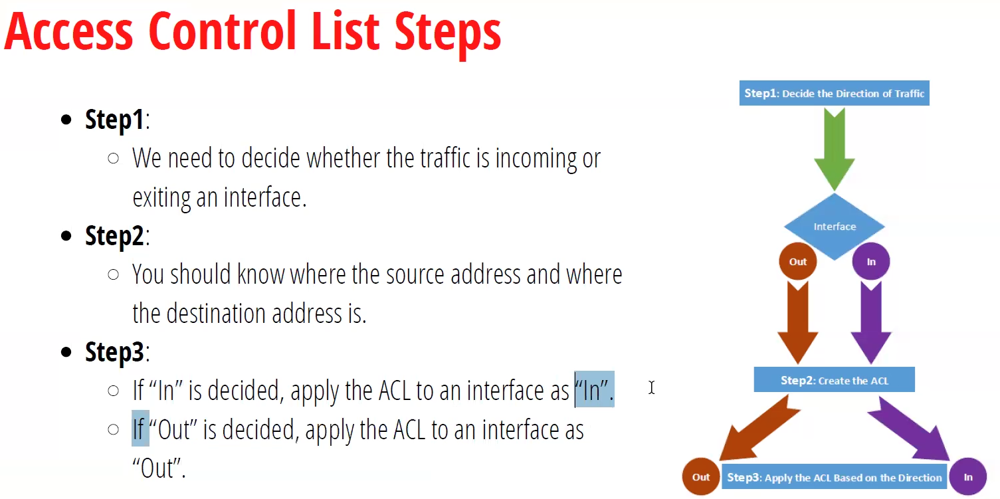 Access Control List Steps
• Step1:
○ We need to decide whether the traffic is incoming or
exiting an interface.
• Step2:
○ You should know where the source address and where
the destination address is.
• Step3:
○ If “In” is decided, apply the ACL to an interface as “In”.
○ If “Out” is decided, apply the ACL to an interface as
“Out”.
Step1: Decide the Direction of Traffic
Interface
Out
In
Step2: Create the ACL
Out
Step3: Apply the ACL Based on the Direction
In